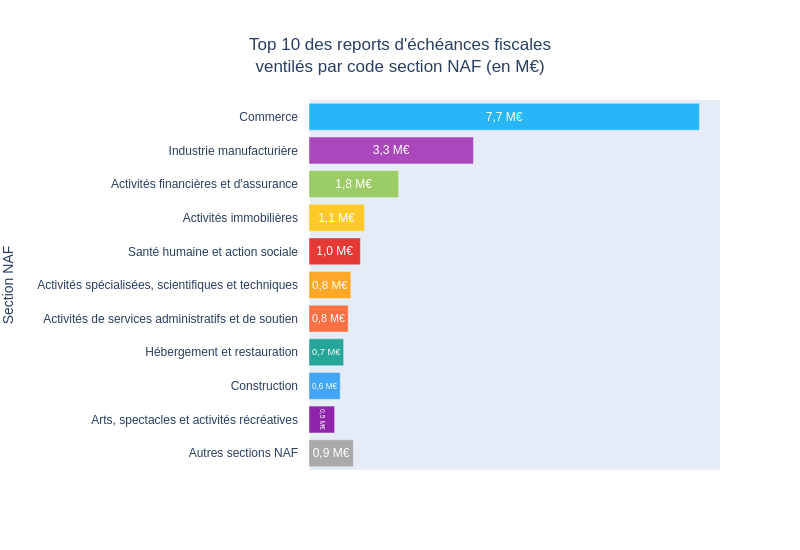 Top 10 des reports d'échéances fiscales
ventilés par code section NAF (en M€)
Section NAF
Commerce 7,7 M€
Industrie manufacturière 3,3 M€
Activités financières et d'assurance 1,8 M€
Activités immobilières 1,1 M€
Santé humaine et action sociale 1,0 M€
Activités spécialisées, scientifiques et techniques 0,8 M€
Activités de services administratifs et de soutien 0,8 M€
Hébergement et restauration 0,7 M€
Construction 0,6 M€
Arts, spectacles et activités récréatives 0,5 M€
Autres sections NAF 0,9 M€